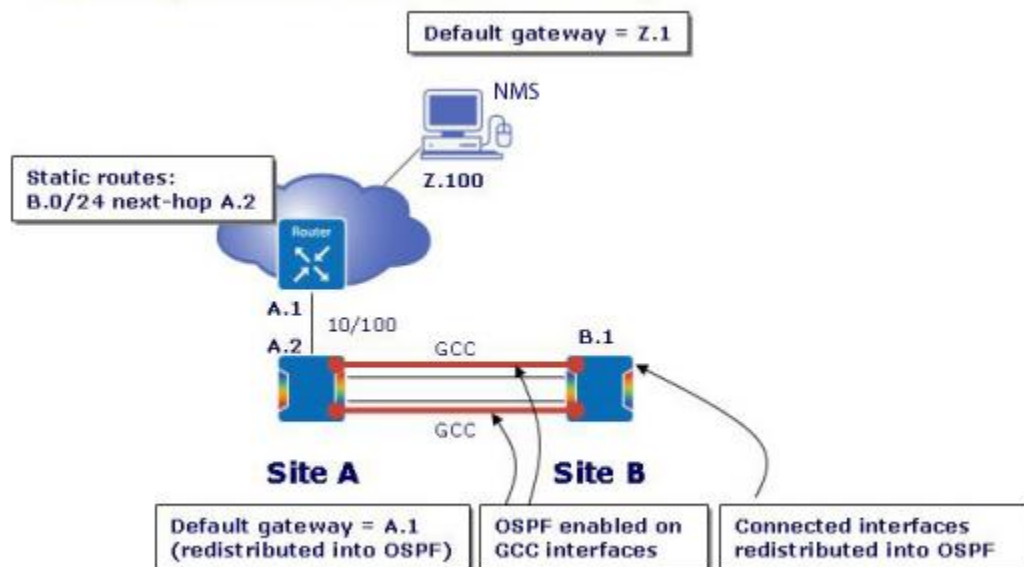 Default gateway = Z.1
NMS
Z.100
Static routes:
B.0/24 next-hop A.2
Router
A.1
10/100
A.2
B.1
GCC
GCC
Site A
Site B
Default gateway = A.1
(redistributed into OSPF)
OSPF enabled on
GCC interfaces
Connected interfaces
redistributed into OSPF